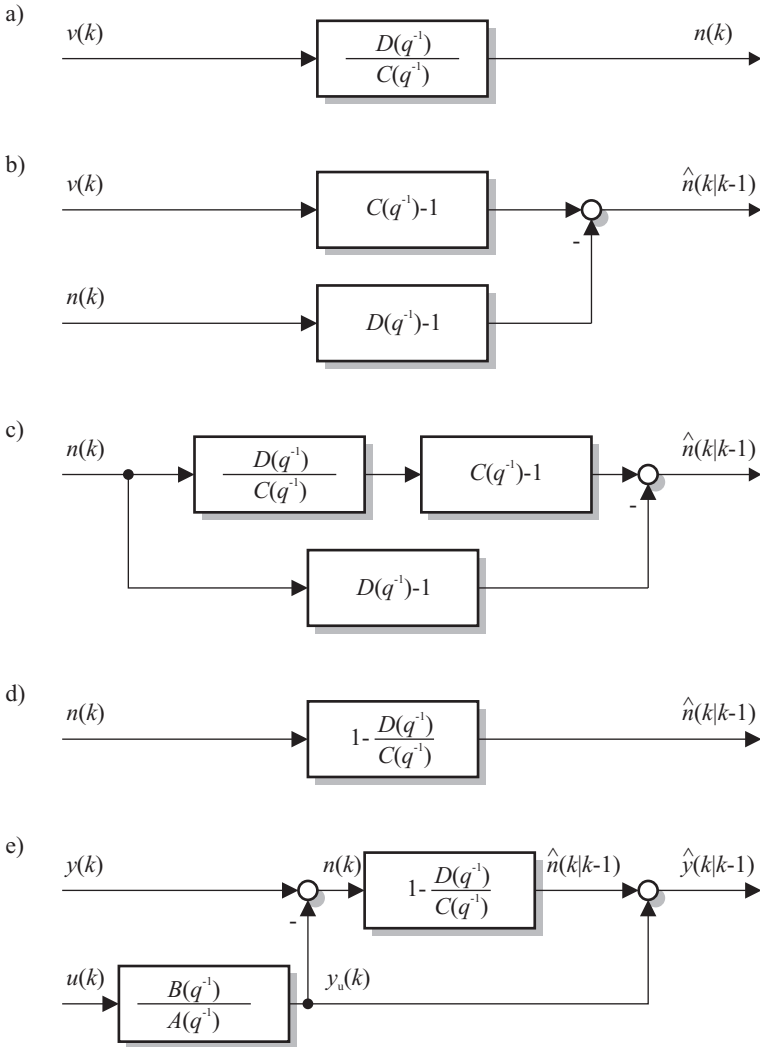 a)
v(k)
D(q⁻¹)
C(q⁻¹)
n(k)
b)
v(k)
C(q⁻¹)-1
n̂(k|k-1)
-
n(k)
D(q⁻¹)-1
c)
n(k)
D(q⁻¹)
C(q⁻¹)
C(q⁻¹)-1
n̂(k|k-1)
-
D(q⁻¹)-1
d)
n(k)
1- D(q⁻¹)
C(q⁻¹)
n̂(k|k-1)
e)
y(k)
n(k)
1- D(q⁻¹)
C(q⁻¹)
n̂(k|k-1)
ŷ(k|k-1)
-
u(k)
B(q⁻¹)
A(q⁻¹)
yᵤ(k)